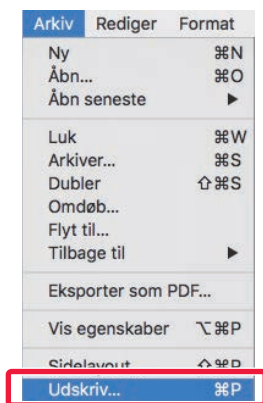 Arkiv Rediger Format
Ny ⌘N
Åbn... ⌘O
Åbn seneste ▶
Luk ⌘W
Arkiver... ⌘S
Dubler ⇧⌘S
Omdøb...
Flyt til...
Tilbage til ▶
Eksporter som PDF...
Vis egenskaber ⌥⌘P
Sidelayout ⇧⌘P
Udskriv... ⌘P